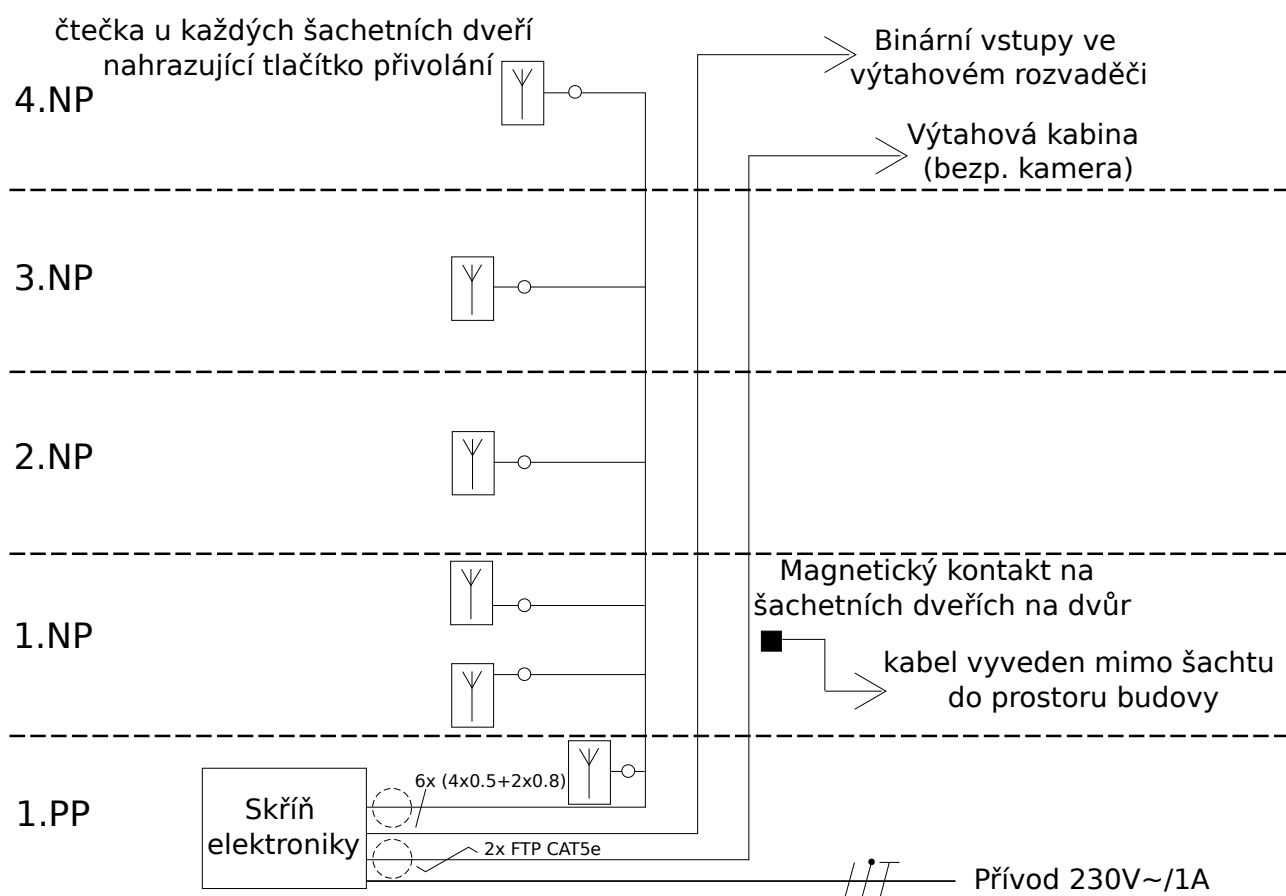 čtečka u každých šachetních dveří
nahrazující tlačítko přivolání
4.NP
Binární vstupy ve
výtahovém rozvaděči
Výtahová kabina
(bezp. kamera)
3.NP
2.NP
1.NP
Magnetický kontakt na
šachetních dveřích na dvůr
kabel vyveden mimo šachtu
do prostoru budovy
1.PP
Skříň
elektroniky
6x (4x0.5+2x0.8)
2x FTP CAT5e
Přívod 230V~/1A